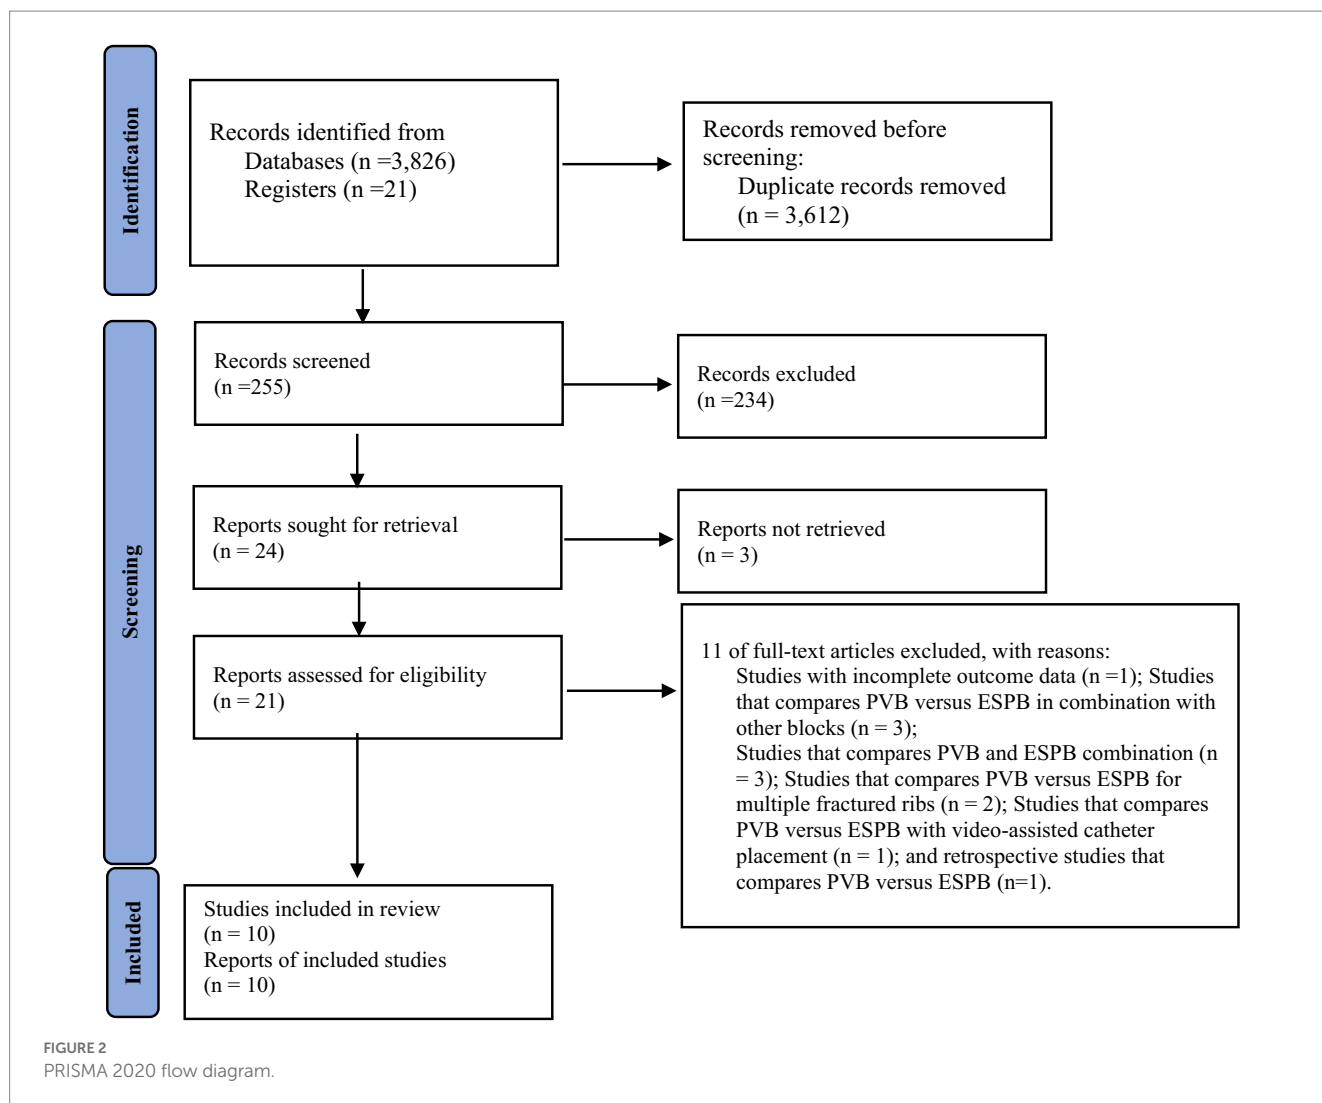 Identification
Records identified from
Databases (n =3,826)
Registers (n =21)
Records removed before
screening:
Duplicate records removed
(n = 3,612)
Screening
Records screened
(n =255)
Records excluded
(n =234)
Reports sought for retrieval
(n = 24)
Reports not retrieved
(n = 3)
Reports assessed for eligibility
(n = 21)
11 of full-text articles excluded, with reasons:
Studies with incomplete outcome data (n =1); Studies
that compares PVB versus ESPB in combination with
other blocks (n = 3);
Studies that compares PVB and ESPB combination (n
= 3); Studies that compares PVB versus ESPB for
multiple fractured ribs (n = 2); Studies that compares
PVB versus ESPB with video-assisted catheter
placement (n = 1); and retrospective studies that
compares PVB versus ESPB (n=1).
Included
Studies included in review
(n = 10)
Reports of included studies
(n = 10)
FIGURE 2
PRISMA 2020 flow diagram.